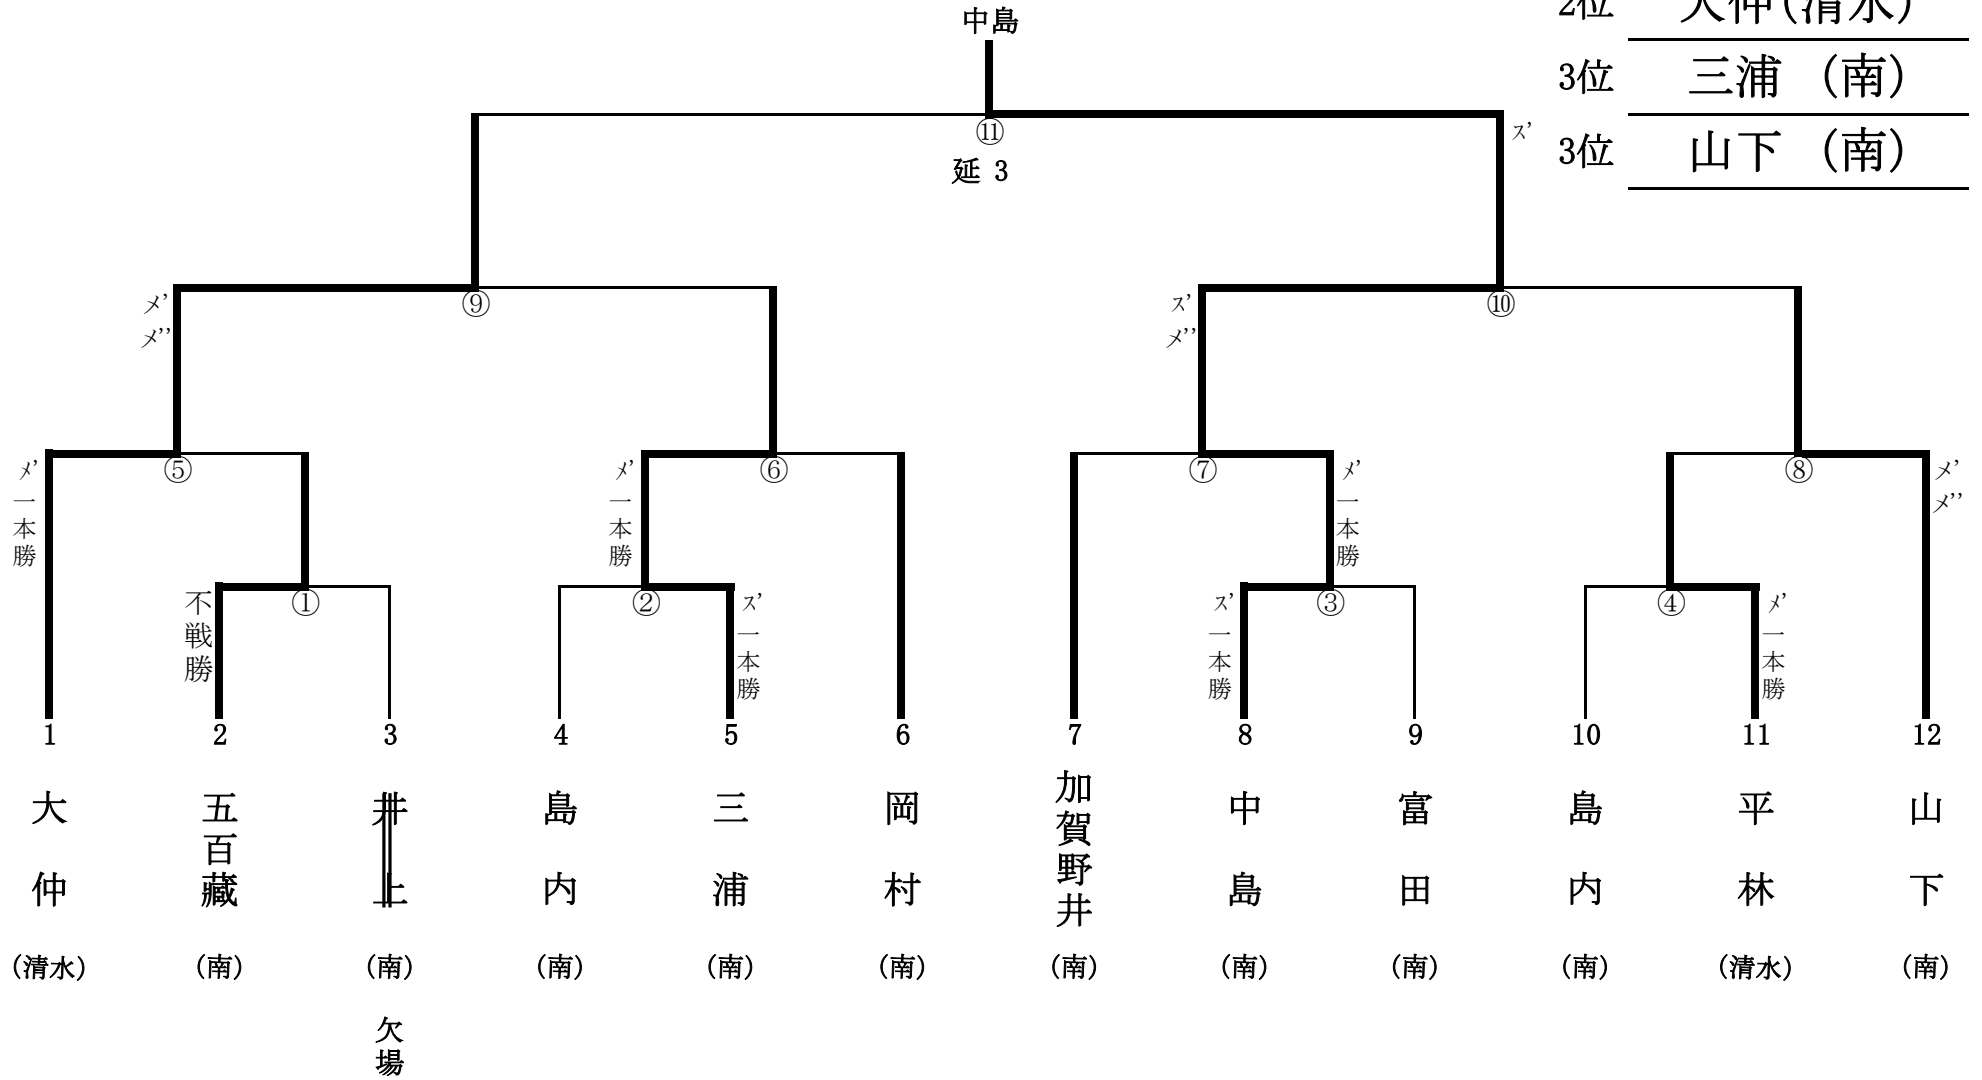 中島
2位 大仲(清水)
3位 三浦 (南)
3位 山下 (南)
⑪
ズ'
延 3
⑨
⑩
メ'
メ''
ズ'
メ''
⑤
⑥
⑦
⑧
メ'一本勝
メ'一本勝
メ'一本勝
メ'
メ''
①
②
③
④
不戦勝
ズ'一本勝
ズ'一本勝
メ'一本勝
1 2 3 4 5 6 7 8 9 10 11 12
大仲
五百藏
井上
島内
三浦
岡村
加賀野井
中島
富田
島内
平林
山下
(清水) (南) (南) (南) (南) (南) (南) (南) (南) (南) (清水) (南)
欠場